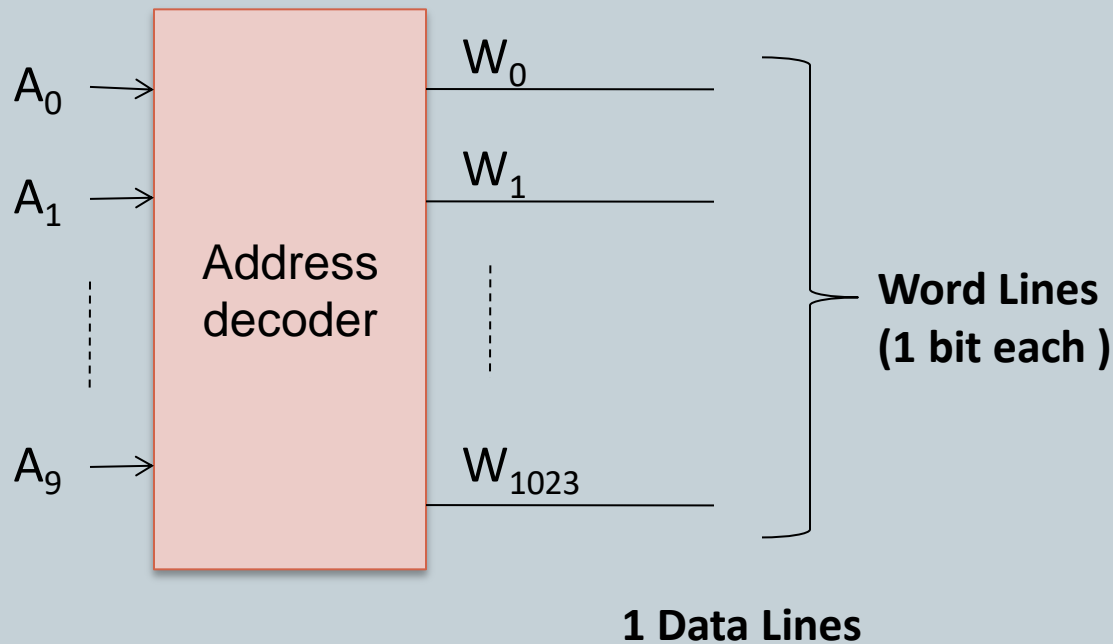 A₀
W₀
A₁
W₁
Address
decoder
Word Lines
(1 bit each )
A₉
W₁₀₂₃
1 Data Lines